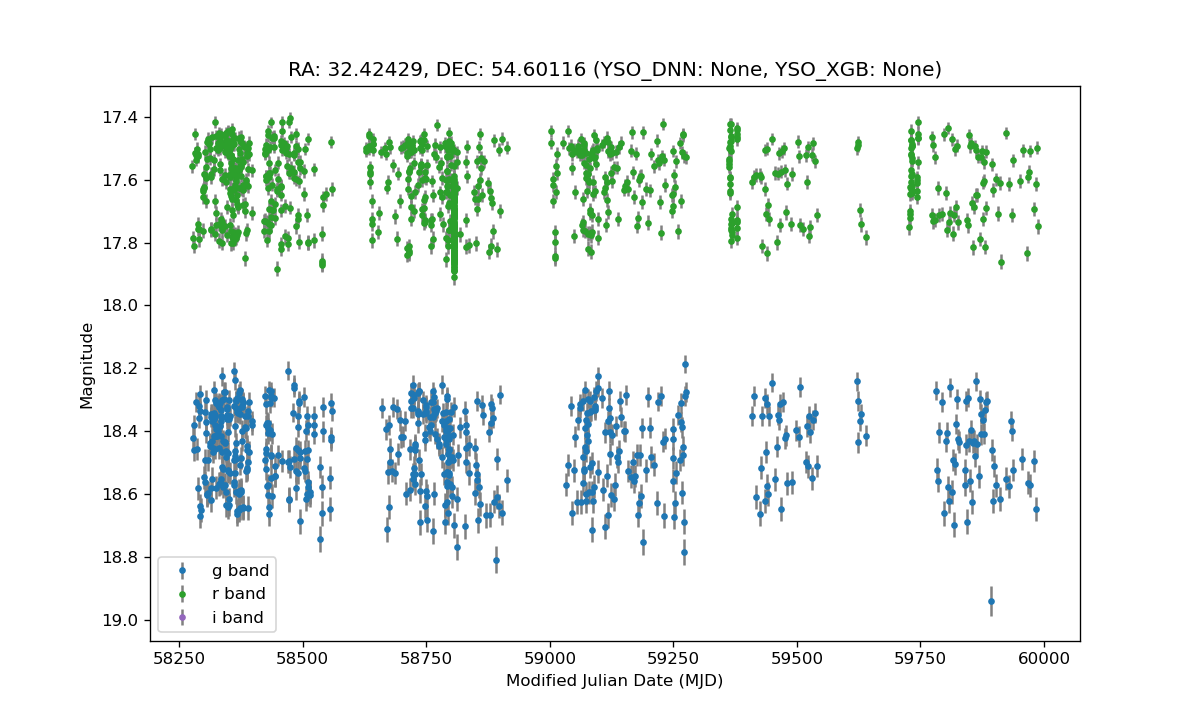 RA: 32.42429, DEC: 54.60116 (YSO_DNN: None, YSO_XGB: None)
17.4
17.6
17.8
18.0
18.2
18.4
18.6
18.8
19.0
Magnitude
g band
r band
i band
58250 58500 58750 59000 59250 59500 59750 60000
Modified Julian Date (MJD)